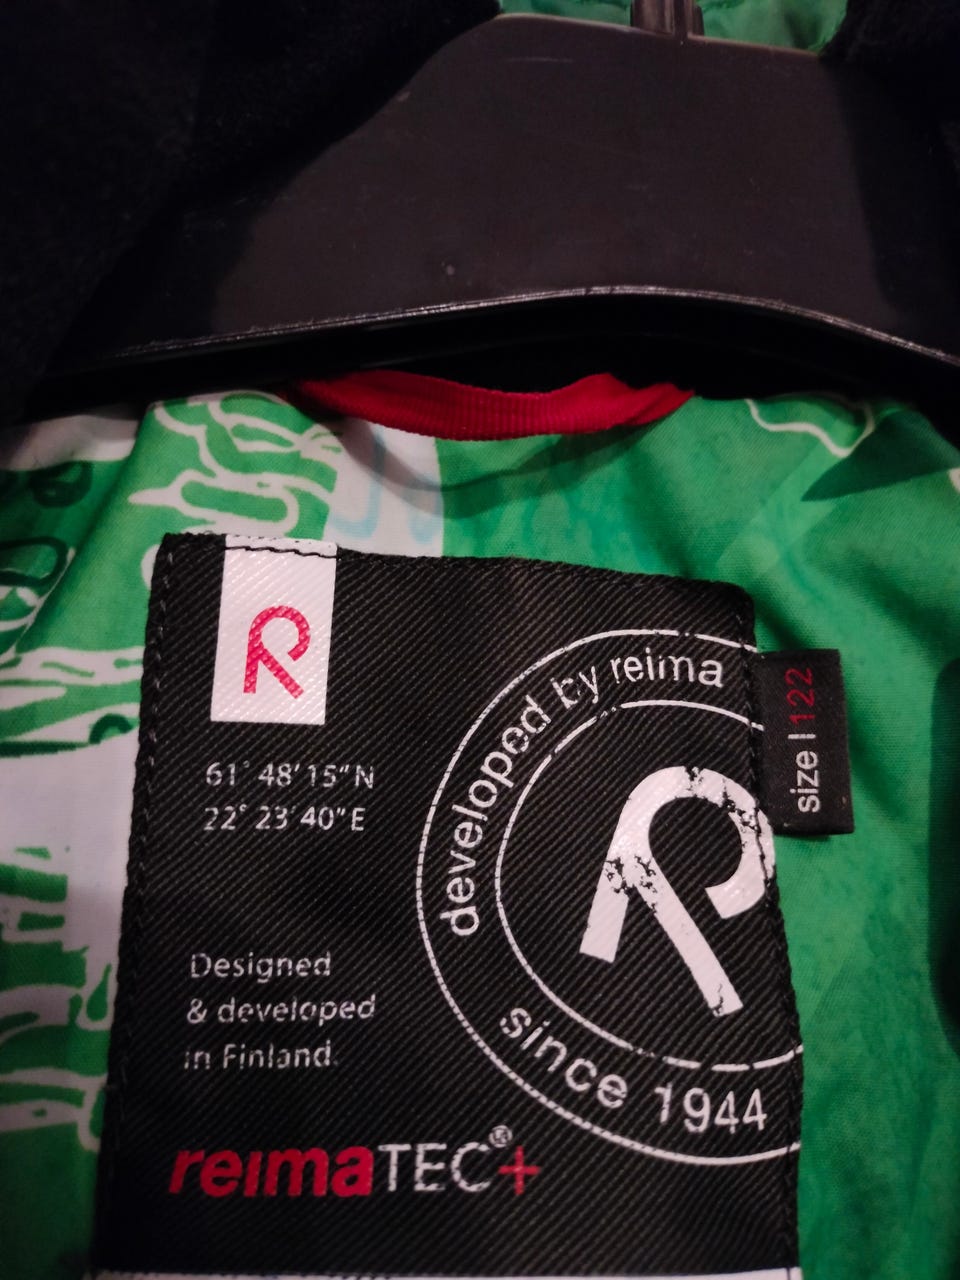 61° 48' 15" N
22° 23' 40" E
developed by reima
since 1944
size | 122
Designed
& developed
in Finland.
reimaTEC®+